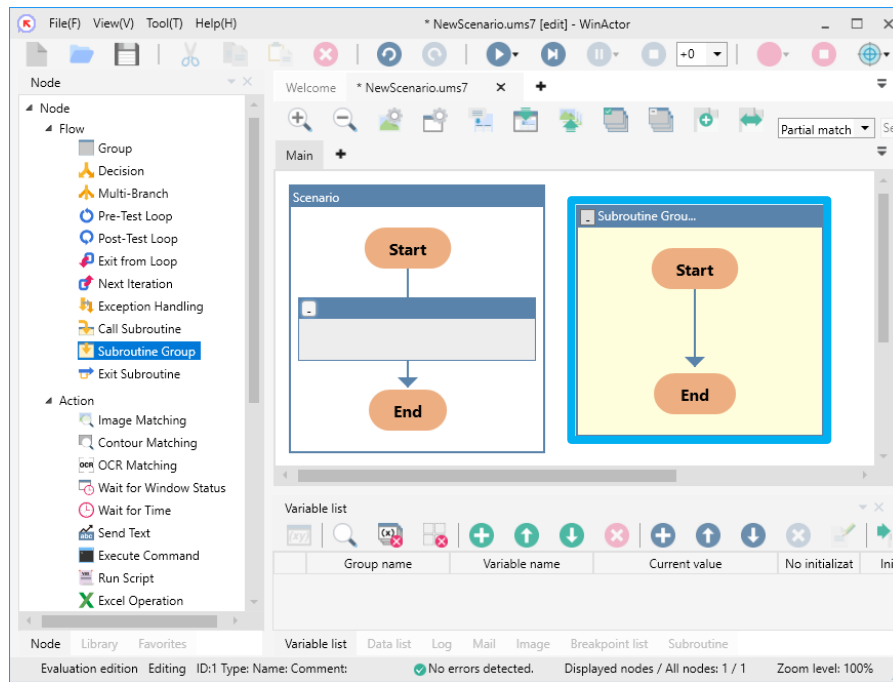 File(F) View(V) Tool(T) Help(H) * NewScenario.ums7 [edit] - WinActor
+0
Node
Welcome * NewScenario.ums7
Node
Flow
Group
Decision
Multi-Branch
Pre-Test Loop
Post-Test Loop
Exit from Loop
Next Iteration
Exception Handling
Call Subroutine
Subroutine Group
Exit Subroutine
Action
Image Matching
Contour Matching
OCR OCR Matching
Wait for Window Status
Wait for Time
abc Send Text
Execute Command
Run Script
Excel Operation
Node Library Favorites
Partial match
Main
Scenario
Start
End
Subroutine Grou...
Start
End
Variable list
Group name Variable name Current value No initializat Ini
Variable list Data list Log Mail Image Breakpoint list Subroutine
Evaluation edition Editing ID:1 Type: Name: Comment: No errors detected. Displayed nodes / All nodes: 1 / 1 Zoom level: 100%